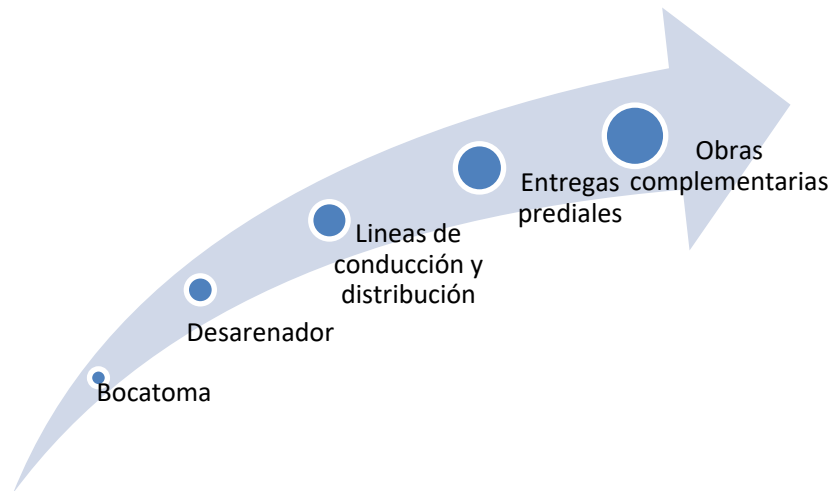 Bocatoma
Desarenador
Lineas de
conducción y
distribución
Entregas
prediales
Obras
complementarias